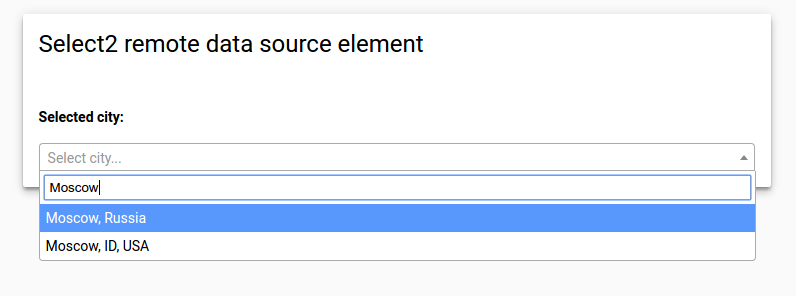 Select2 remote data source element
Selected city:
Select city...
Moscow
Moscow, Russia
Moscow, ID, USA